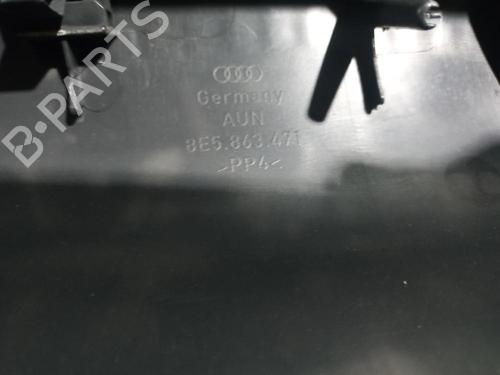 B-PARTS
Germany
AUN
8E5.863.471
>PP4<